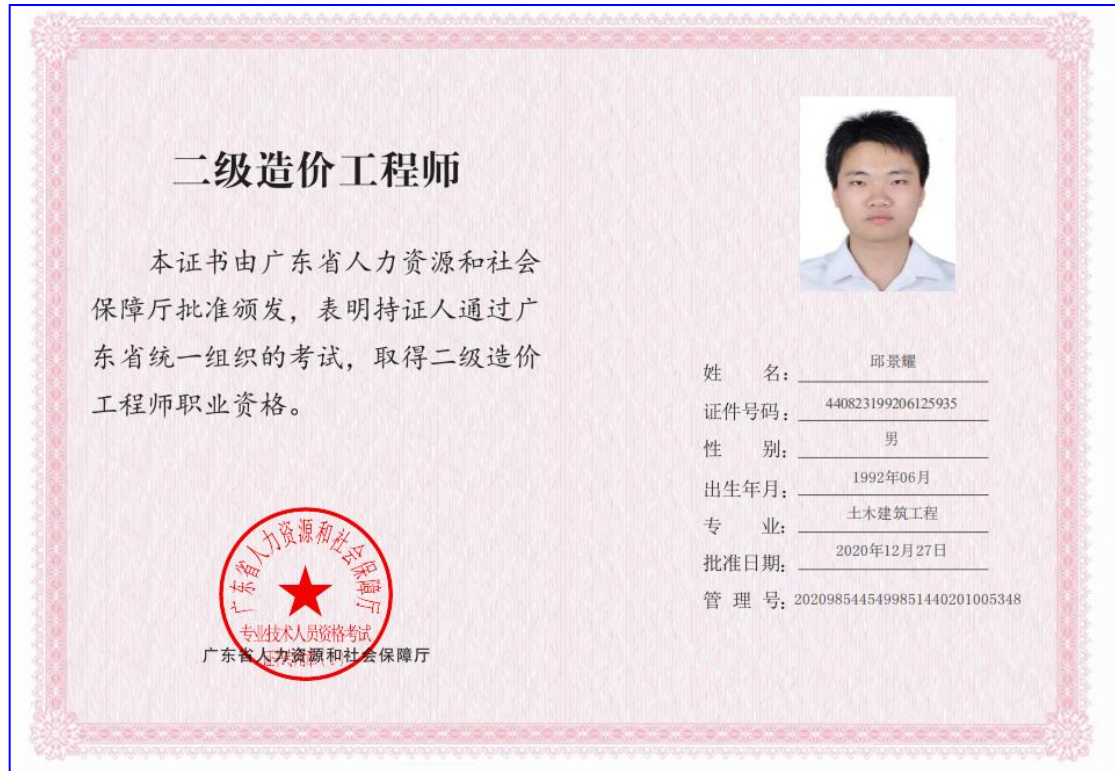 二级造价工程师
本证书由广东省人力资源和社会
保障厅批准颁发，表明持证人通过广
东省统一组织的考试，取得二级造价
工程师职业资格。
姓 名：邱景耀
证件号码：440823199206125935
性 别：男
出生年月：1992年06月
专 业：土木建筑工程
批准日期：2020年12月27日
管 理 号：20209854454998514402010 05348
广东省人力资源和社会保障厅
专业技术人员资格考试
广东省人力资源和社会保障厅